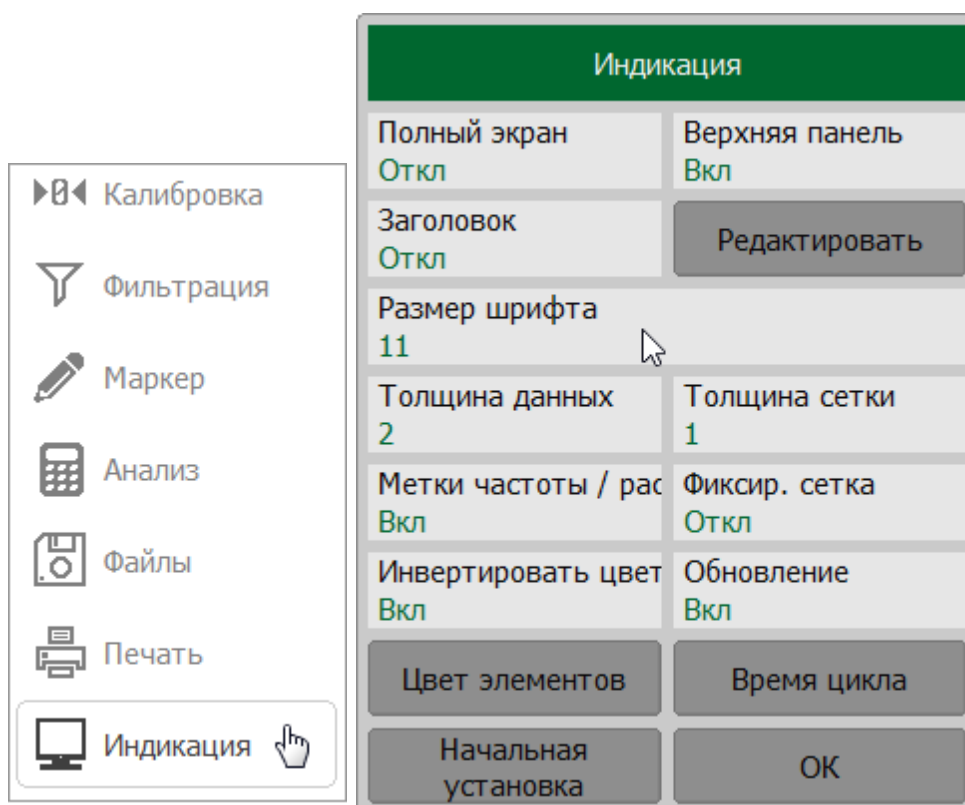 Калибровка
Фильтрация
Маркер
Анализ
Файлы
Печать
Индикация
Индикация
Полный экран
Откл
Верхняя панель
Вкл
Заголовок
Откл
Редактировать
Размер шрифта
11
Толщина данных
2
Толщина сетки
1
Метки частоты / рас
Вкл
Фиксир. сетка
Откл
Инвертировать цвет
Вкл
Обновление
Вкл
Цвет элементов
Время цикла
Начальная
установка
ОК